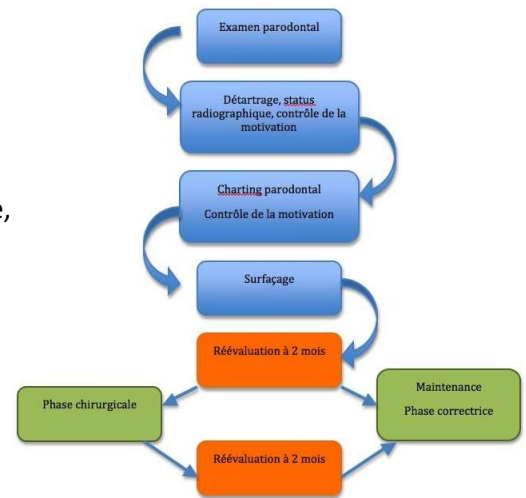 Examen parodontal
Détartrage, status
radiographique, contrôle de la
motivation
e,
Charting parodontal
Contrôle de la motivation
Surfaçage
Réévaluation à 2 mois
Phase chirurgicale
Maintenance
Phase correctrice
Réévaluation à 2 mois